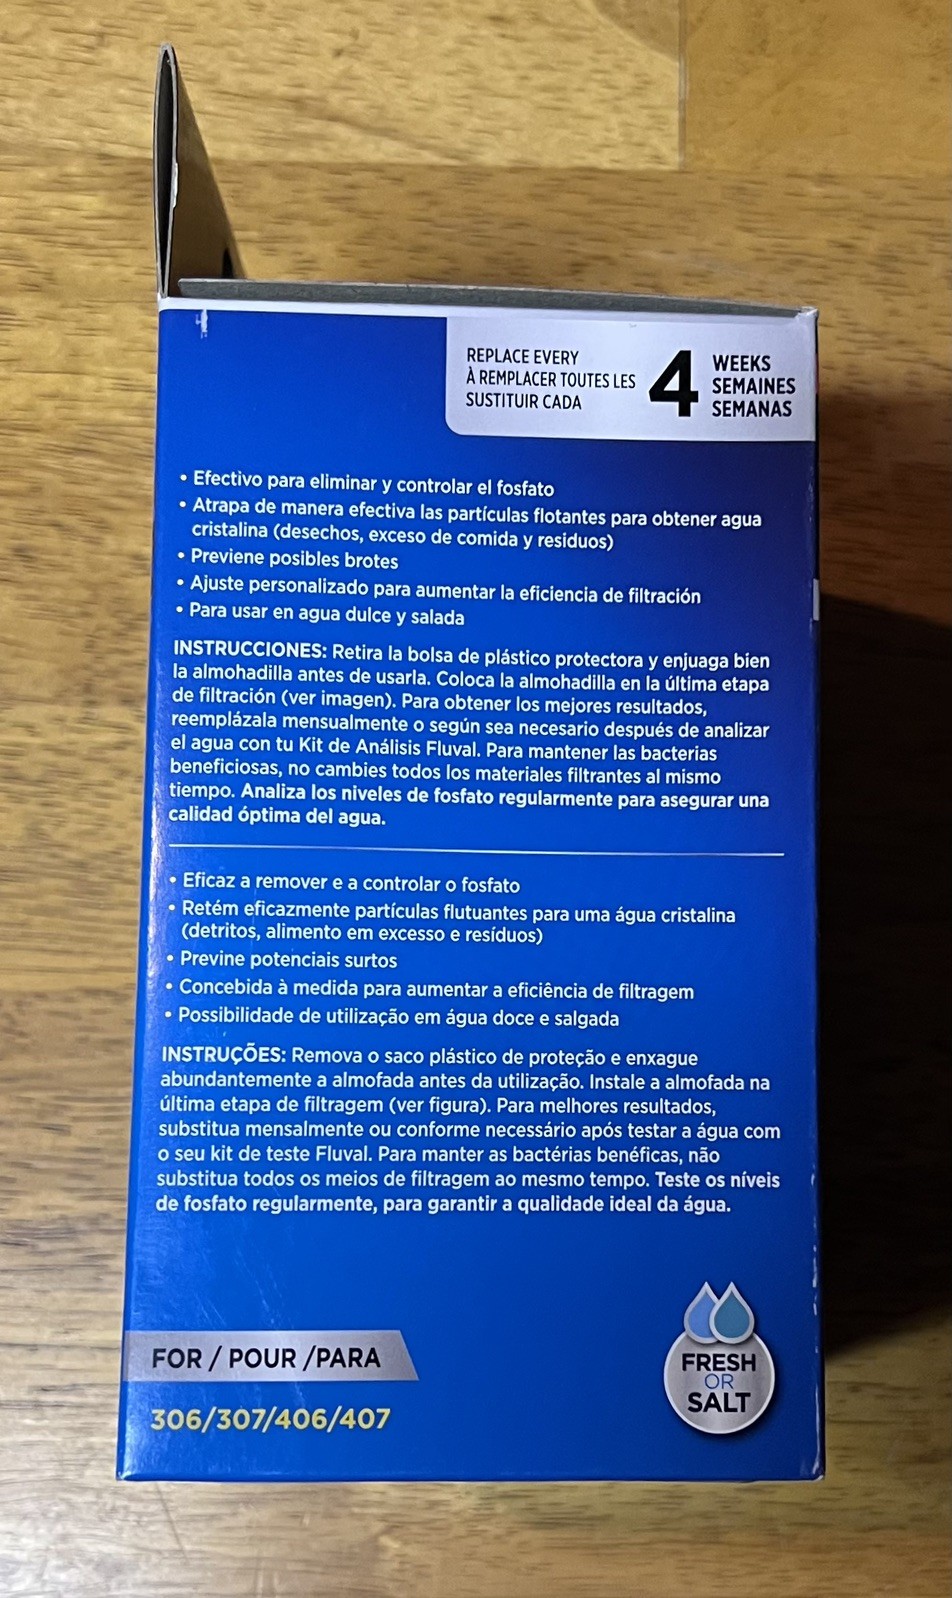 REPLACE EVERY
À REMPLACER TOUTES LES
SUSTITUIR CADA
4
WEEKS
SEMAINES
SEMANAS
• Efectivo para eliminar y controlar el fosfato
• Atrapa de manera efectiva las partículas flotantes para obtener agua
cristalina (desechos, exceso de comida y residuos)
• Previene posibles brotes
• Ajuste personalizado para aumentar la eficiencia de filtración
• Para usar en agua dulce y salada
INSTRUCCIONES: Retira la bolsa de plástico protectora y enjuaga bien
la almohadilla antes de usarla. Coloca la almohadilla en la última etapa
de filtración (ver imagen). Para obtener los mejores resultados,
reemplázala mensualmente o según sea necesario después de analizar
el agua con tu Kit de Análisis Fluval. Para mantener las bacterias
beneficiosas, no cambies todos los materiales filtrantes al mismo
tiempo. Analiza los niveles de fosfato regularmente para asegurar una
calidad óptima del agua.
• Eficaz a remover e a controlar o fosfato
• Retém eficazmente partículas flutuantes para uma água cristalina
(detritos, alimento em excesso e resíduos)
• Previne potenciais surtos
• Concebida à medida para aumentar a eficiência de filtragem
• Possibilidade de utilização em água doce e salgada
INSTRUÇÕES: Remova o saco plástico de proteção e enxague
abundantemente a almofada antes da utilização. Instale a almofada na
última etapa de filtragem (ver figura). Para melhores resultados,
substitua mensalmente ou conforme necessário após testar a água com
o seu kit de teste Fluval. Para manter as bactérias benéficas, não
substitua todos os meios de filtragem ao mesmo tempo. Teste os níveis
de fosfato regularmente, para garantir a qualidade ideal da água.
FOR / POUR /PARA
306/307/406/407
FRESH
OR
SALT